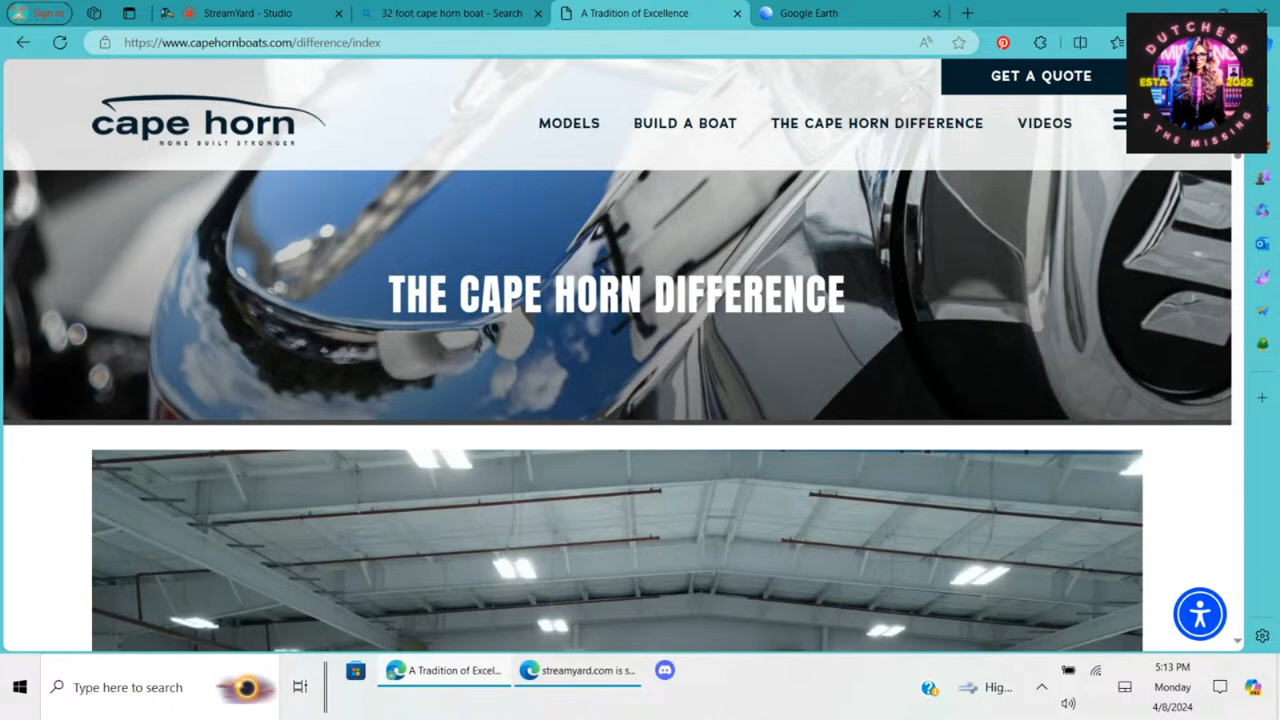 Sign in
StreamYard - Studio
32 foot cape horn boat - Search
A Tradition of Excellence
Google Earth
https://www.capehornboats.com/difference/index
GET A QUOTE
cape horn
NONE BUILT STRONGER
MODELS
BUILD A BOAT
THE CAPE HORN DIFFERENCE
VIDEOS
DUTCHESS
ESTA
2022
& THE MISSING
THE CAPE HORN DIFFERENCE
Type here to search
A Tradition of Excel...
streamyard.com is s...
Hig...
5:13 PM
Monday
4/8/2024